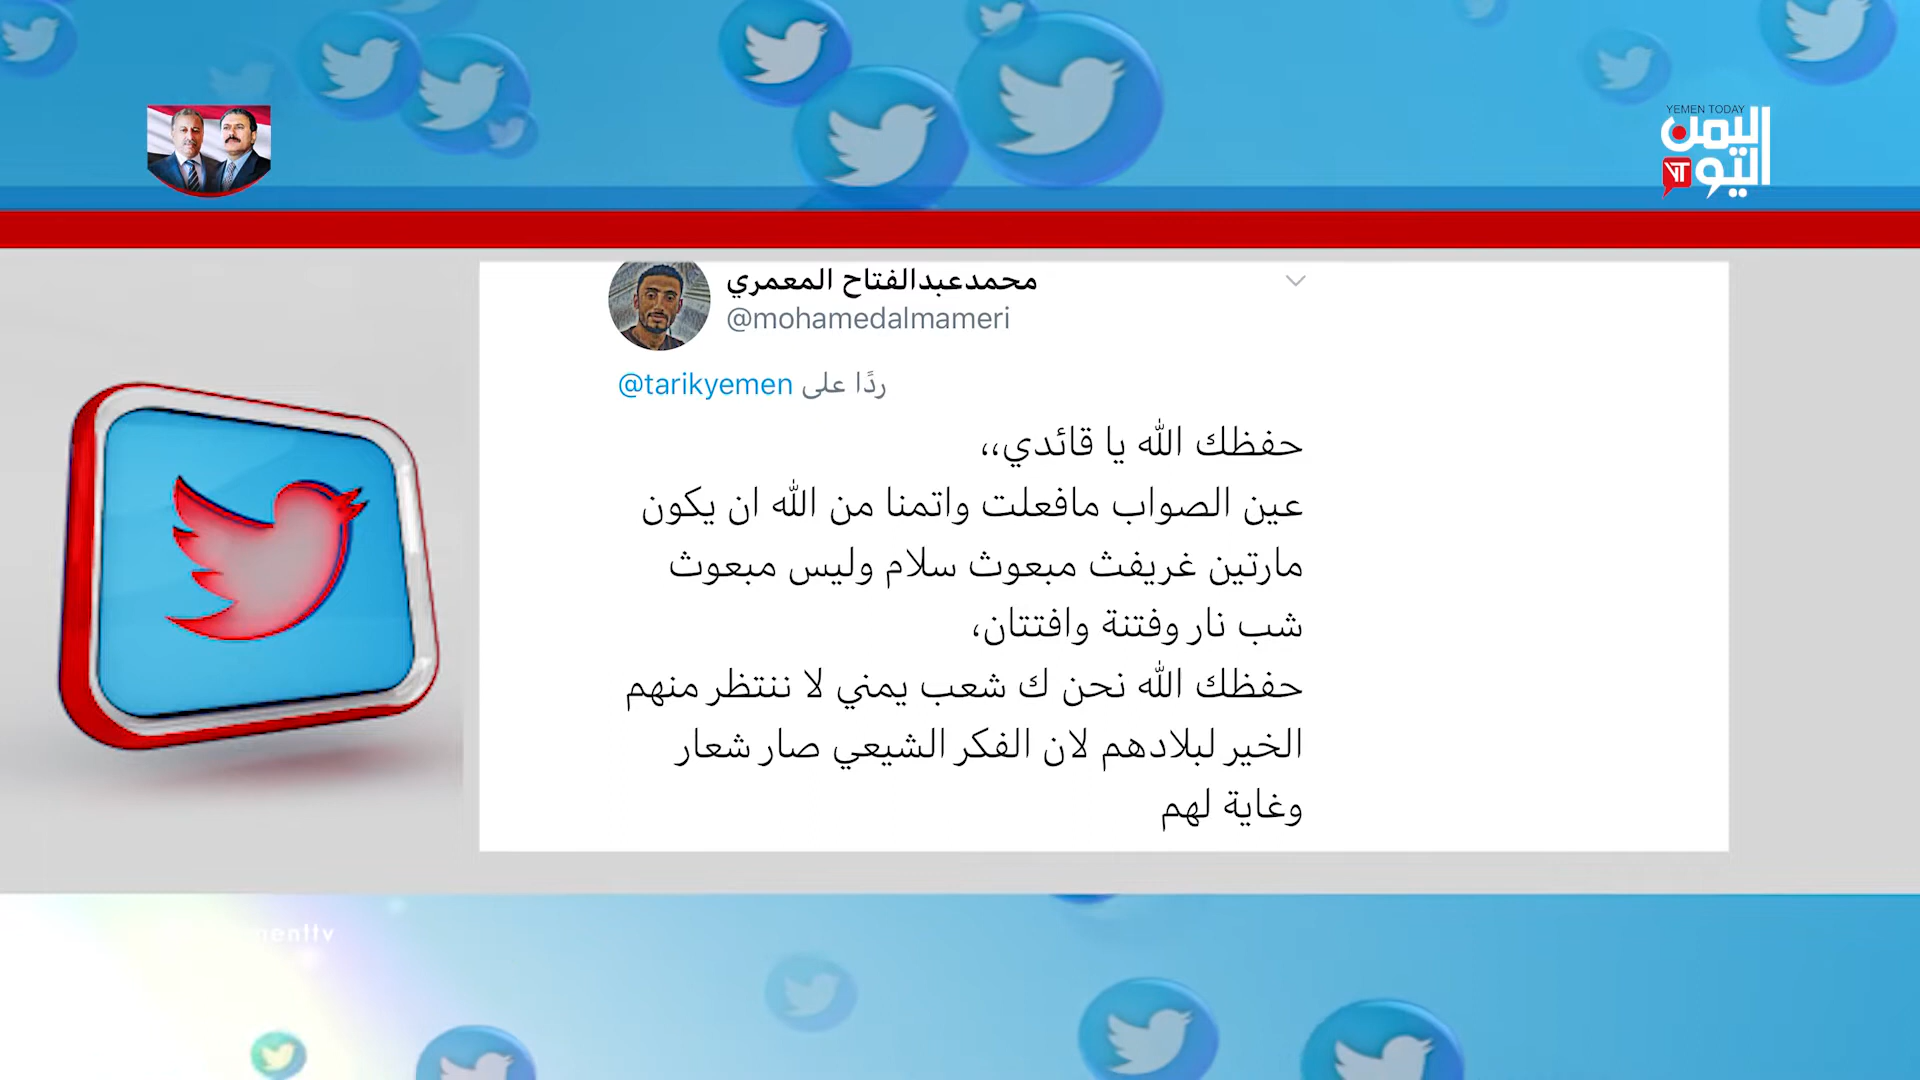 YEMEN TODAY
اليمن
اليوم
YT
محمدعبدالفتاح المعمري
@mohamedalmameri
ردًا على @tarikyemen
حفظك الله يا قائدي،،
عين الصواب مافعلت واتمنا من الله ان يكون
مارتين غريفث مبعوث سلام وليس مبعوث
شب نار وفتنة وافتتان،
حفظك الله نحن ك شعب يمني لا ننتظر منهم
الخير لبلادهم لان الفكر الشيعي صار شعار
وغاية لهم